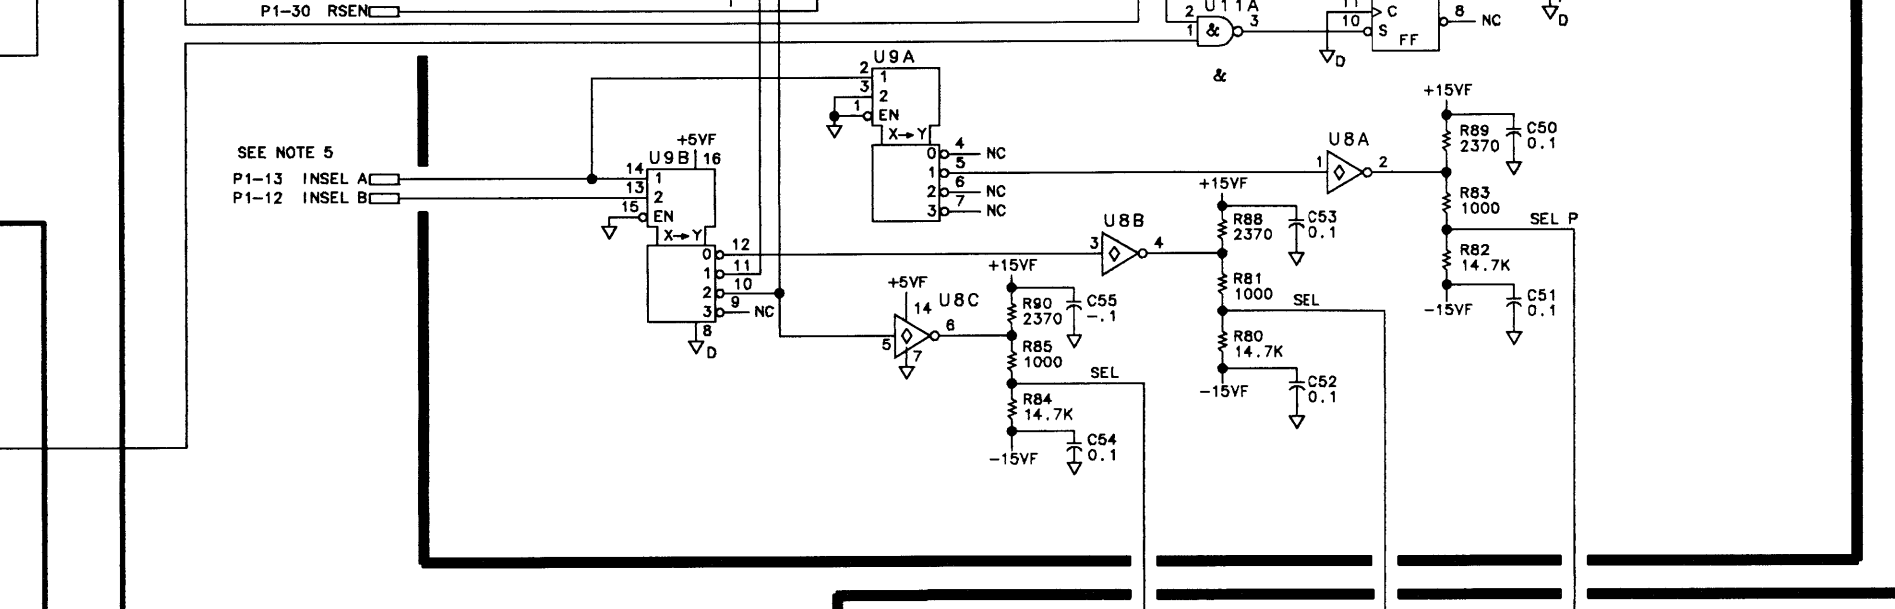 P1-30 RSEN
U11A
2
1
&
3
11
10
C
S
FF
8
NC
D
D
&
U9A
2
3
1
1
2
EN
X→Y
0
1
2
3
4
5
6
7
NC
NC
NC
SEE NOTE 5
P1-13 INSEL A
P1-12 INSEL B
+5VF
U9B
16
14
13
15
1
2
EN
X→Y
0
1
2
3
12
11
10
9
NC
8
D
U8A
1
2
+15VF
R89
2370
C50
0.1
R83
1000
SEL P
R82
14.7K
C51
0.1
-15VF
U8B
3
4
+15VF
R88
2370
C53
0.1
R81
1000
SEL
R80
14.7K
C52
0.1
-15VF
+5VF
U8C
14
5
6
7
+15VF
R90
2370
C55
-.1
R85
1000
SEL
R84
14.7K
C54
0.1
-15VF